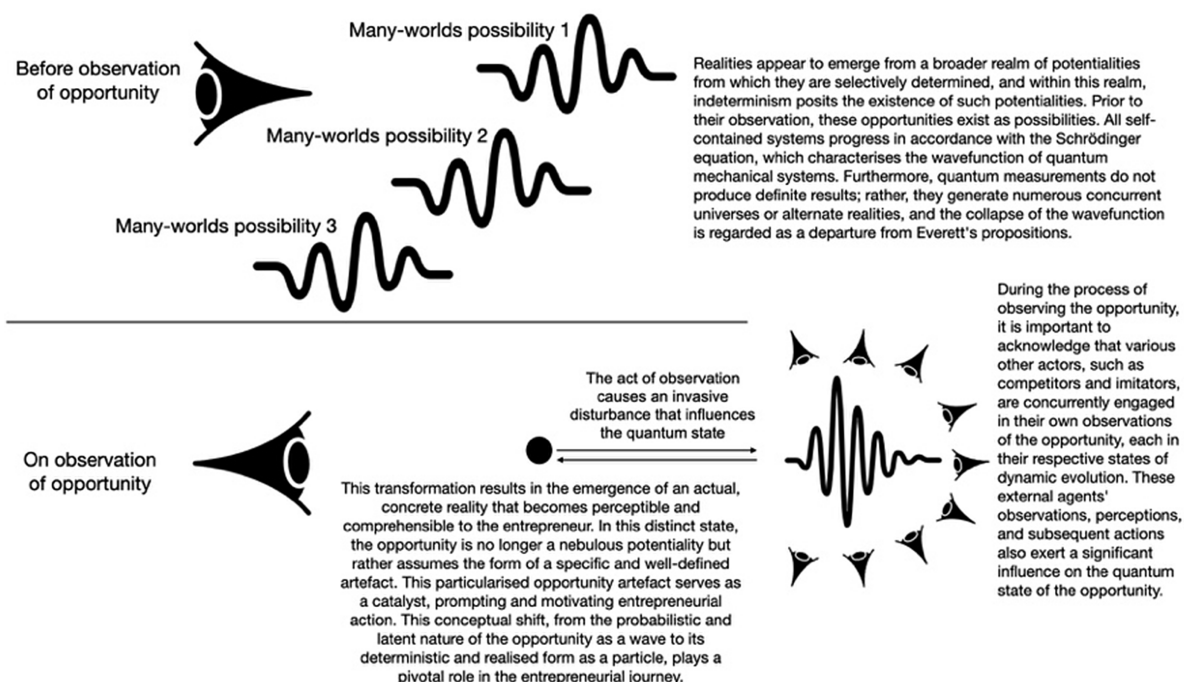 Before observation
of opportunity
Many-worlds possibility 1
Many-worlds possibility 2
Many-worlds possibility 3
Realities appear to emerge from a broader realm of potentialities
from which they are selectively determined, and within this realm,
indeterminism posits the existence of such potentialities. Prior to
their observation, these opportunities exist as possibilities. All self-
contained systems progress in accordance with the Schrödinger
equation, which characterises the wavefunction of quantum
mechanical systems. Furthermore, quantum measurements do not
produce definite results; rather, they generate numerous concurrent
universes or alternate realities, and the collapse of the wavefunction
is regarded as a departure from Everett's propositions.
On observation
of opportunity
The act of observation
causes an invasive
disturbance that influences
the quantum state
This transformation results in the emergence of an actual,
concrete reality that becomes perceptible and
comprehensible to the entrepreneur. In this distinct state,
the opportunity is no longer a nebulous potentiality but
rather assumes the form of a specific and well-defined
artefact. This particularised opportunity artefact serves as
a catalyst, prompting and motivating entrepreneurial
action. This conceptual shift, from the probabilistic and
latent nature of the opportunity as a wave to its
deterministic and realised form as a particle, plays a
pivotal role in the entrepreneurial journey.
During the process of
observing the opportunity,
it is important to
acknowledge that various
other actors, such as
competitors and imitators,
are concurrently engaged
in their own observations
of the opportunity, each in
their respective states of
dynamic evolution. These
external agents'
observations, perceptions,
and subsequent actions
also exert a significant
influence on the quantum
state of the opportunity.